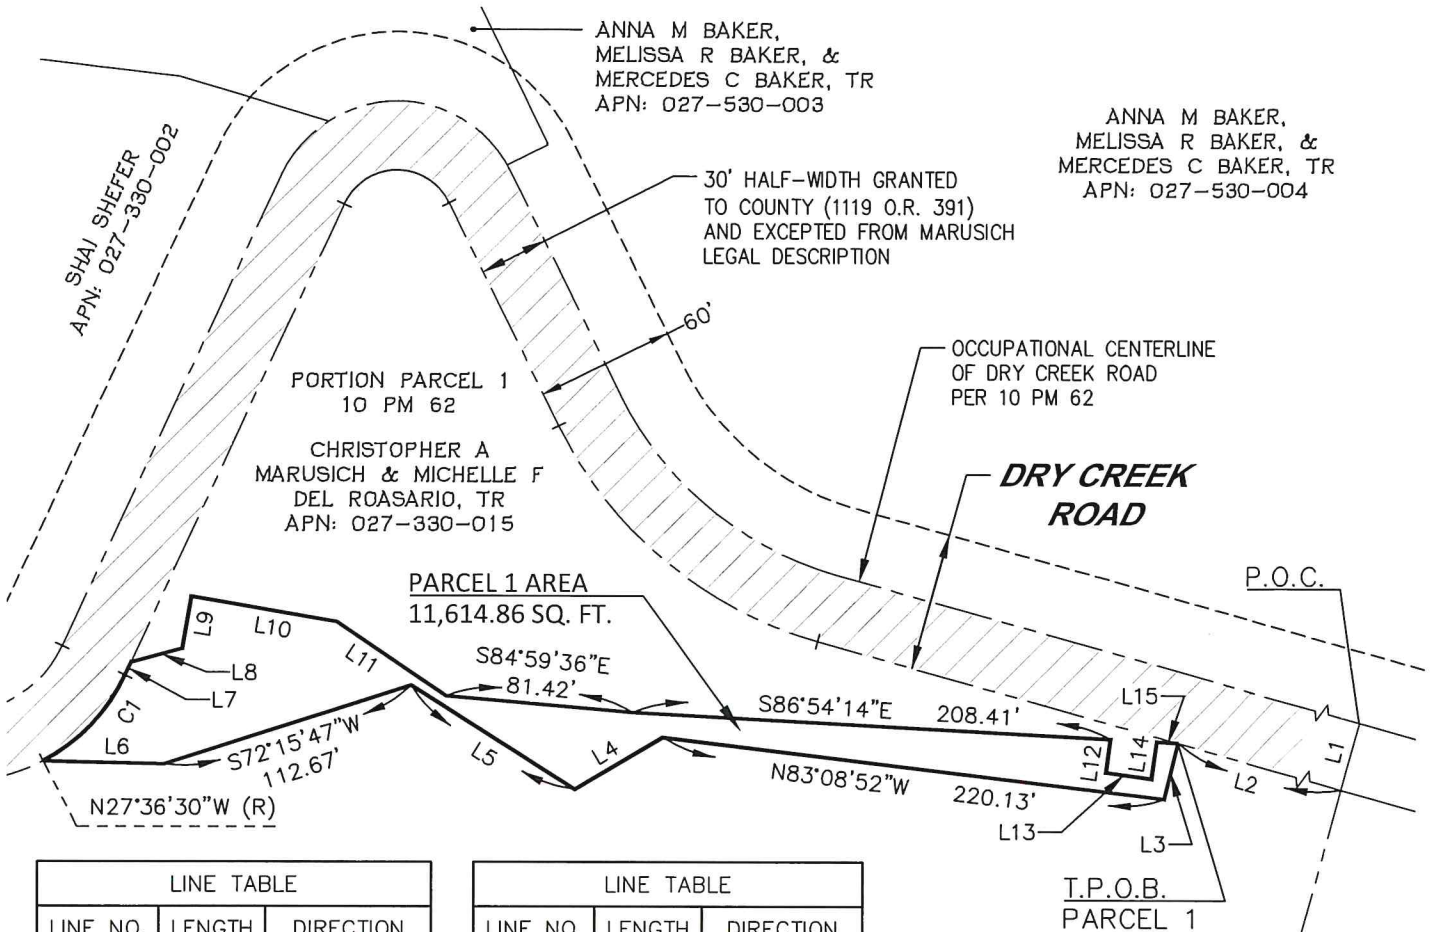 ANNA M BAKER,
MELISSA R BAKER, &
MERCEDES C BAKER, TR
APN: 027-530-003
ANNA M BAKER,
MELISSA R BAKER, &
MERCEDES C BAKER, TR
APN: 027-530-004
SHAI SHEFER
APN: 027-330-002
30' HALF-WIDTH GRANTED
TO COUNTY (1119 O.R. 391)
AND EXCEPTED FROM MARUSICH
LEGAL DESCRIPTION
60'
OCCUPATIONAL CENTERLINE
OF DRY CREEK ROAD
PER 10 PM 62
PORTION PARCEL 1
10 PM 62
CHRISTOPHER A
MARUSICH & MICHELLE F
DEL ROASARIO, TR
APN: 027-330-015
DRY CREEK
ROAD
P.O.C.
PARCEL 1 AREA
11,614.86 SQ. FT.
L9
L10
L11
L8
L7
C1
L6
S84°59'36"E
81.42'
S86°54'14"E 208.41'
L15
L12
L14
L1
L2
S72°15'47"W
112.67'
L5
L4
N83°08'52"W 220.13'
L13
L3
N27°36'30"W (R)
T.P.O.B.
PARCEL 1
LINE TABLE
LINE NO LENGTH DIRECTION
LINE TABLE
LINE NO LENGTH DIRECTION